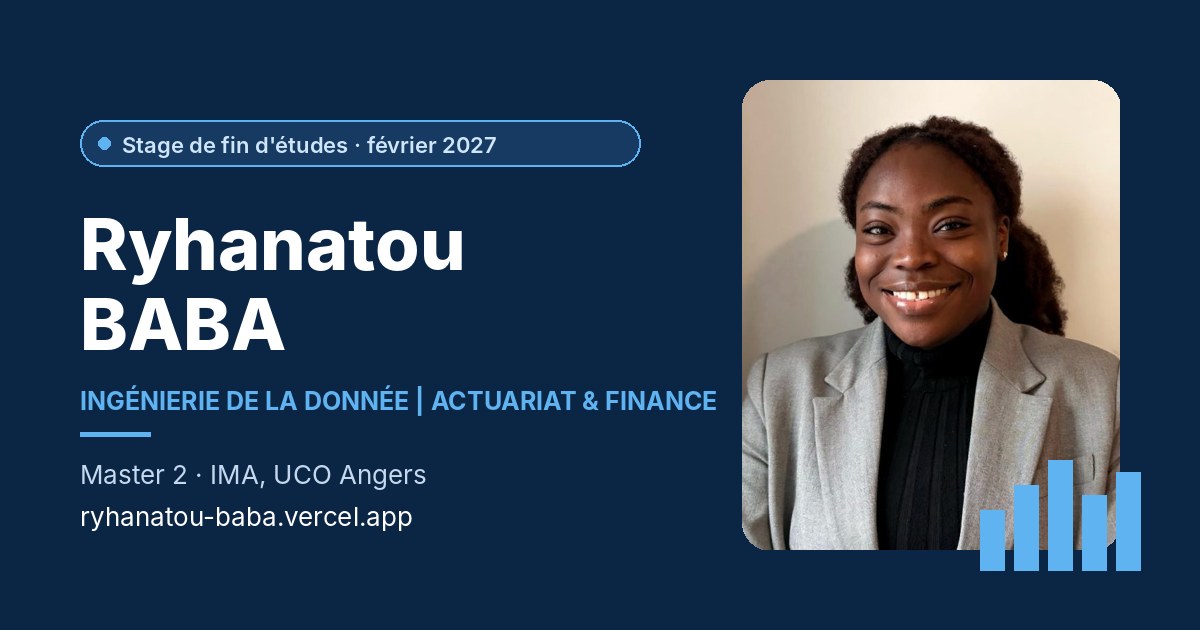 Stage de fin d'études · février 2027
Ryhanatou
BABA
INGÉNIERIE DE LA DONNÉE | ACTUARIAT & FINANCE
Master 2 · IMA, UCO Angers
ryhanatou-baba.vercel.app